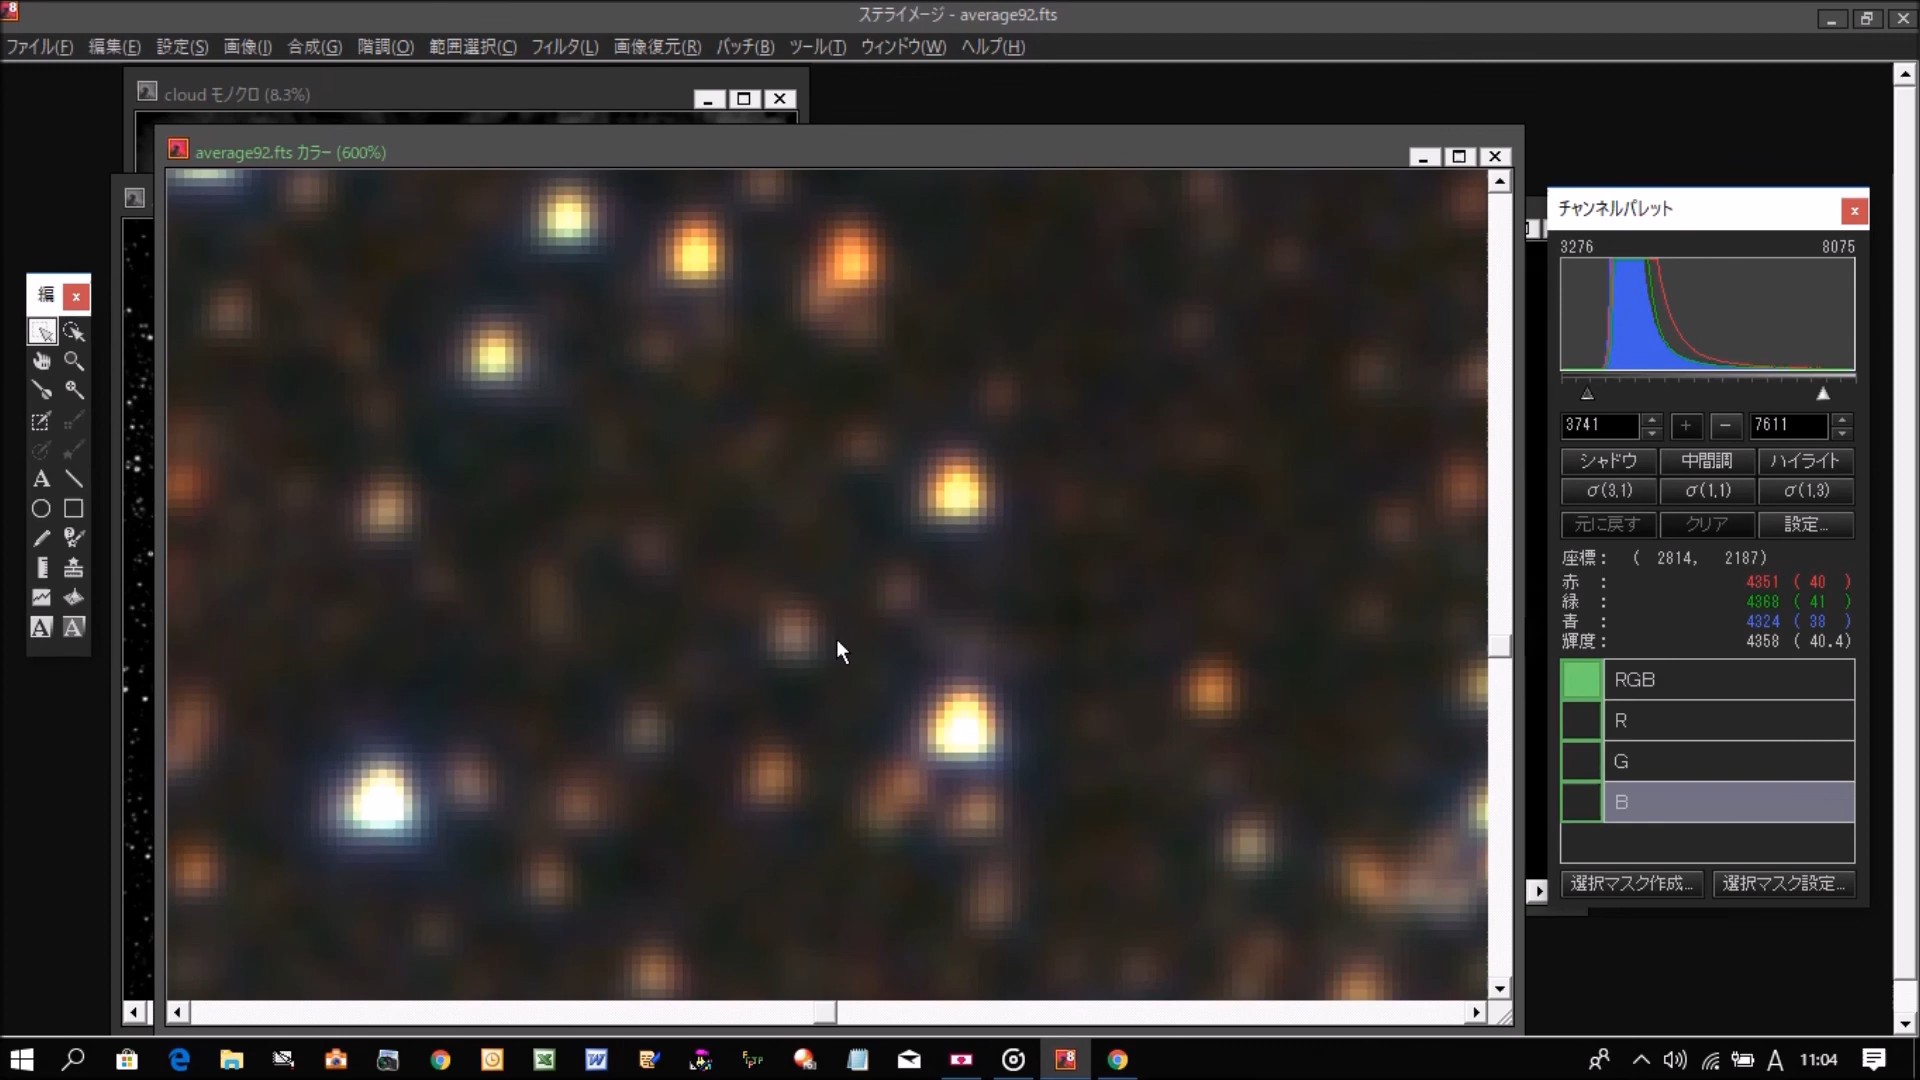 ステライメージ - average92.fts
ファイル(F) 編集(E) 設定(S) 画像(I) 合成(G) 階調(O) 範囲選択(C) フィルタ(L) 画像復元(R) バッチ(B) ツール(T) ウィンドウ(W) ヘルプ(H)
cloud モノクロ (8.3%)
average92.fts カラー (600%)
編
チャンネルパレット
3276 8075
3741 + - 7611
シャドウ 中間調 ハイライト
σ(3,1) σ(1,1) σ(1,3)
元に戻す クリア 設定...
座標: ( 2814, 2187)
赤 : 4351 ( 40 )
緑 : 4368 ( 41 )
青 : 4324 ( 38 )
輝度: 4358 ( 40.4)
RGB
R
G
B
選択マスク作成... 選択マスク設定...
A 11:04